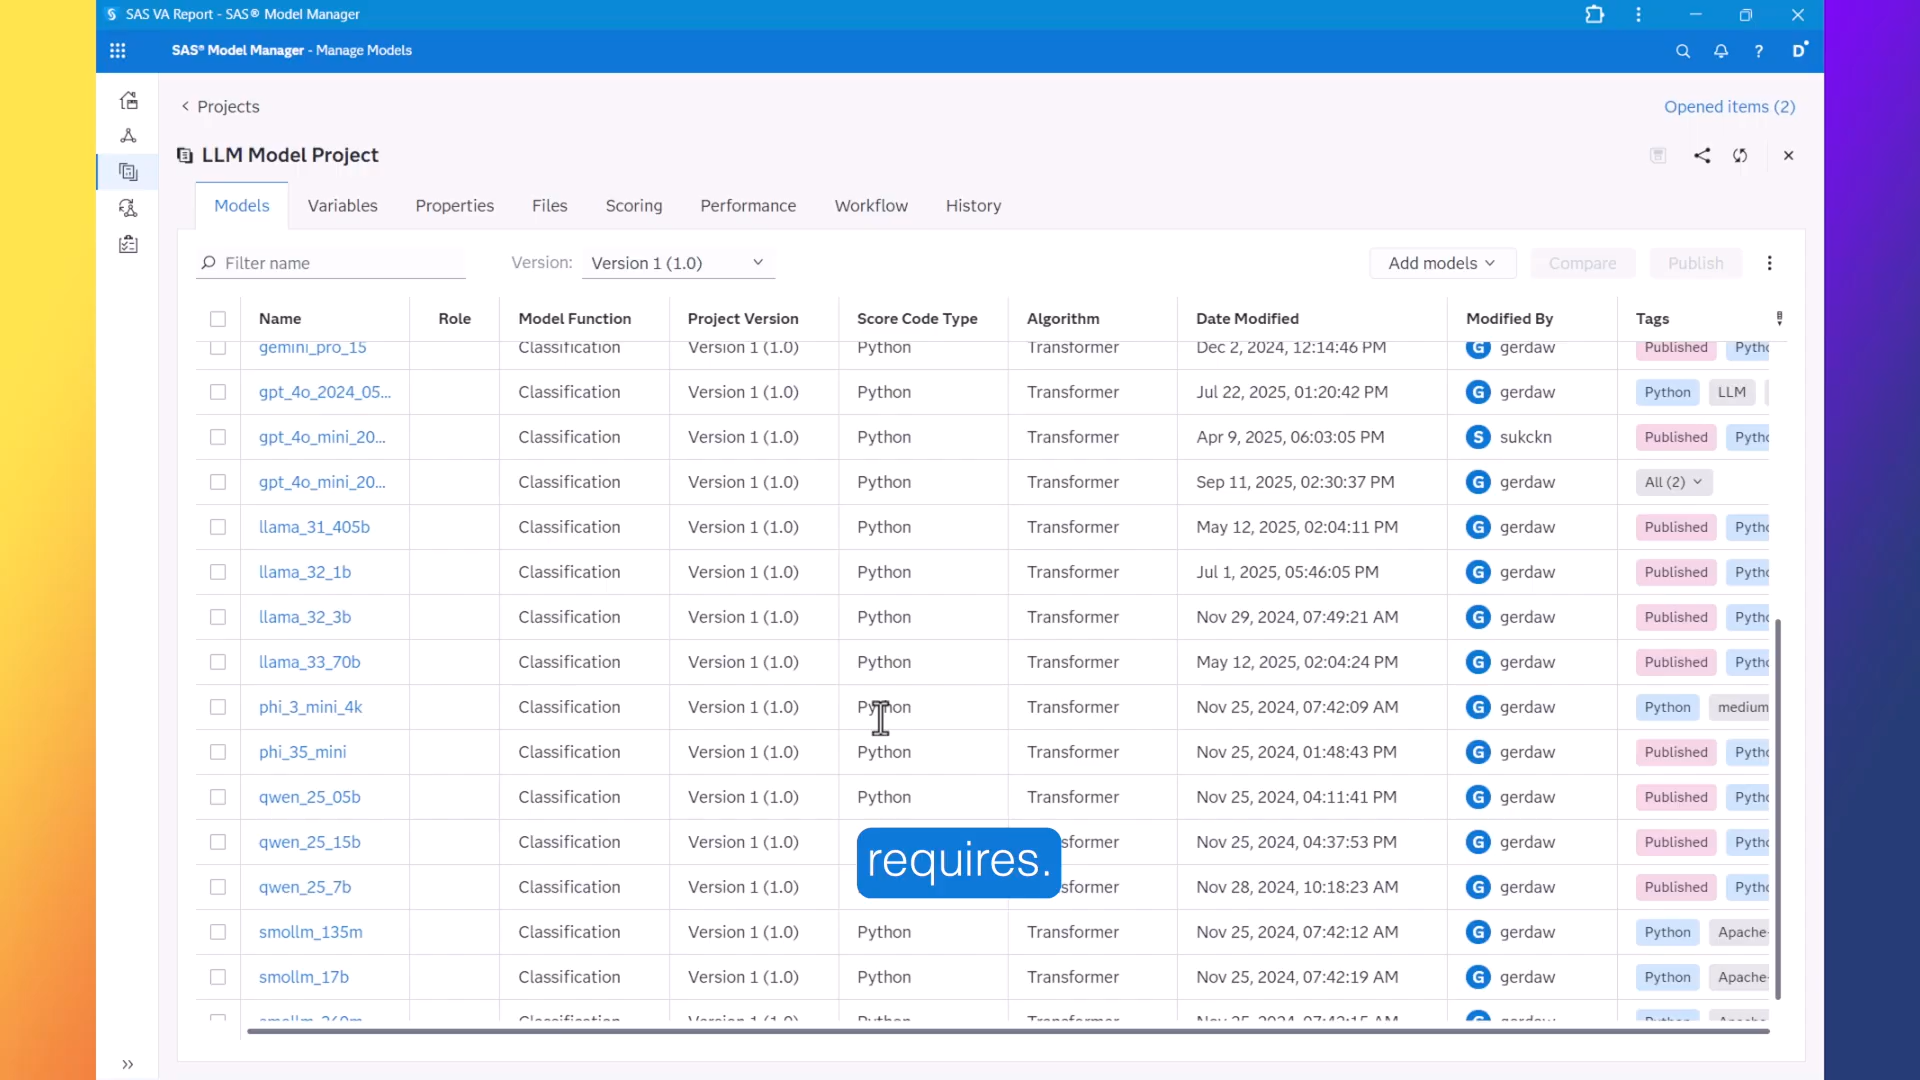 SAS VA Report - SAS® Model Manager
SAS® Model Manager - Manage Models
D
Projects
Opened items (2)
LLM Model Project
Models Variables Properties Files Scoring Performance Workflow History
Filter name Version: Version 1 (1.0) Add models Compare Publish
Name Role Model Function Project Version Score Code Type Algorithm Date Modified Modified By Tags
gemini_pro_15 Classification Version 1 (1.0) Python Transformer Dec 2, 2024, 12:14:46 PM G gerdaw Published Pytho
gpt_4o_2024_05... Classification Version 1 (1.0) Python Transformer Jul 22, 2025, 01:20:42 PM G gerdaw Python LLM
gpt_4o_mini_20... Classification Version 1 (1.0) Python Transformer Apr 9, 2025, 06:03:05 PM S sukckn Published Pytho
gpt_4o_mini_20... Classification Version 1 (1.0) Python Transformer Sep 11, 2025, 02:30:37 PM G gerdaw All (2)
llama_31_405b Classification Version 1 (1.0) Python Transformer May 12, 2025, 02:04:11 PM G gerdaw Published Pytho
llama_32_1b Classification Version 1 (1.0) Python Transformer Jul 1, 2025, 05:46:05 PM G gerdaw Published Pytho
llama_32_3b Classification Version 1 (1.0) Python Transformer Nov 29, 2024, 07:49:21 AM G gerdaw Published Pytho
llama_33_70b Classification Version 1 (1.0) Python Transformer May 12, 2025, 02:04:24 PM G gerdaw Published Pytho
phi_3_mini_4k Classification Version 1 (1.0) Python Transformer Nov 25, 2024, 07:42:09 AM G gerdaw Python medium
phi_35_mini Classification Version 1 (1.0) Python Transformer Nov 25, 2024, 01:48:43 PM G gerdaw Published Pytho
qwen_25_05b Classification Version 1 (1.0) Python Transformer Nov 25, 2024, 04:11:41 PM G gerdaw Published Pytho
qwen_25_15b Classification Version 1 (1.0) sformer Nov 25, 2024, 04:37:53 PM G gerdaw Published Pytho
requires.
qwen_25_7b Classification Version 1 (1.0) sformer Nov 28, 2024, 10:18:23 AM G gerdaw Published Pytho
smollm_135m Classification Version 1 (1.0) Python Transformer Nov 25, 2024, 07:42:12 AM G gerdaw Python Apache-
smollm_17b Classification Version 1 (1.0) Python Transformer Nov 25, 2024, 07:42:19 AM G gerdaw Python Apache-